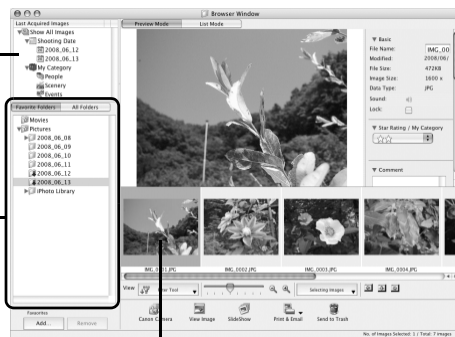 Browser Window
Last Acquired Images
Show All Images
Shooting Date
2008_06_12
2008_06_13
My Category
People
Scenery
Events
Favorite Folders
All Folders
Movies
Pictures
2008_06_08
2008_06_09
2008_06_10
2008_06_11
2008_06_12
2008_06_13
iPhoto Library
Favorites
Add...
Remove
Preview Mode
List Mode
Basic
File Name: IMG_00
Modified: 2008/06/
File Size: 472KB
Image Size: 1600 x
Data Type: JPG
Sound:
Lock:
Star Rating / My Category
Comment
IMG_0001.JPG
IMG_0002.JPG
IMG_0003.JPG
IMG_0004.JPG
View
Filter Tool
Selecting Images
Canon Camera
View Image
SlideShow
Print & Email
Send to Trash
No. of Images Selected: 1 / Total: 7 images